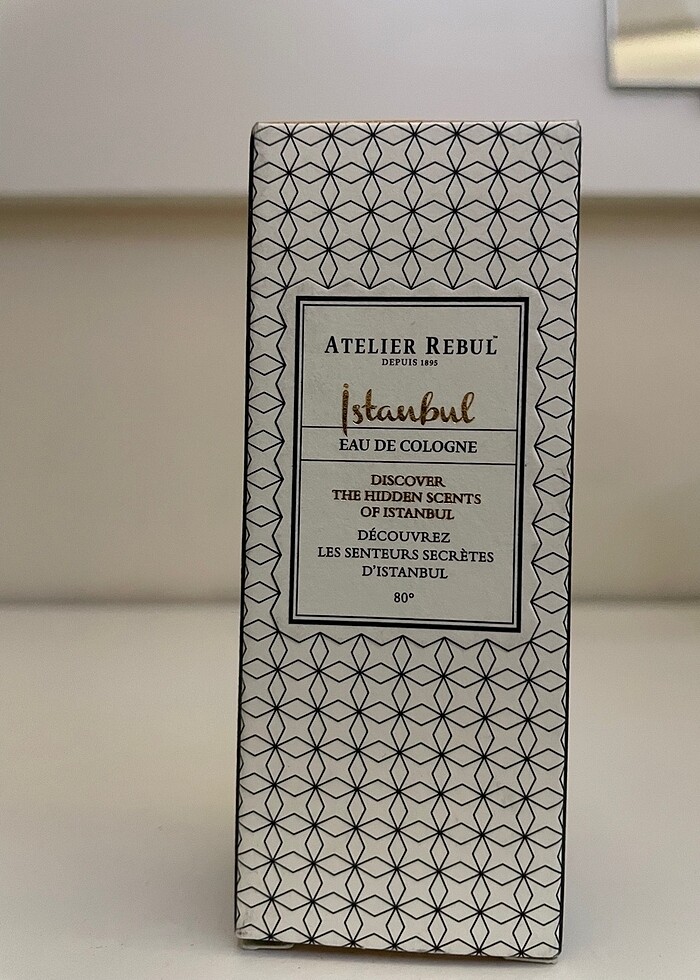 ATELIER REBUL™
DEPUIS 1895
İstanbul
EAU DE COLOGNE
DISCOVER
THE HIDDEN SCENTS
OF ISTANBUL
DÉCOUVREZ
LES SENTEURS SECRÈTES
D'ISTANBUL
80°